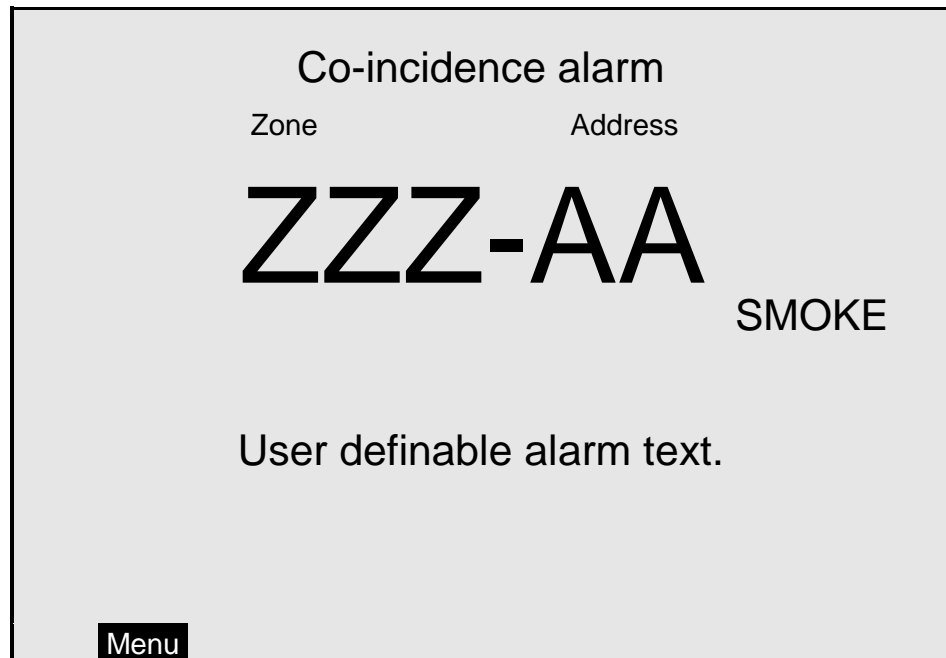 Co-incidence alarm
Zone Address
ZZZ-AA
SMOKE
User definable alarm text.
Menu